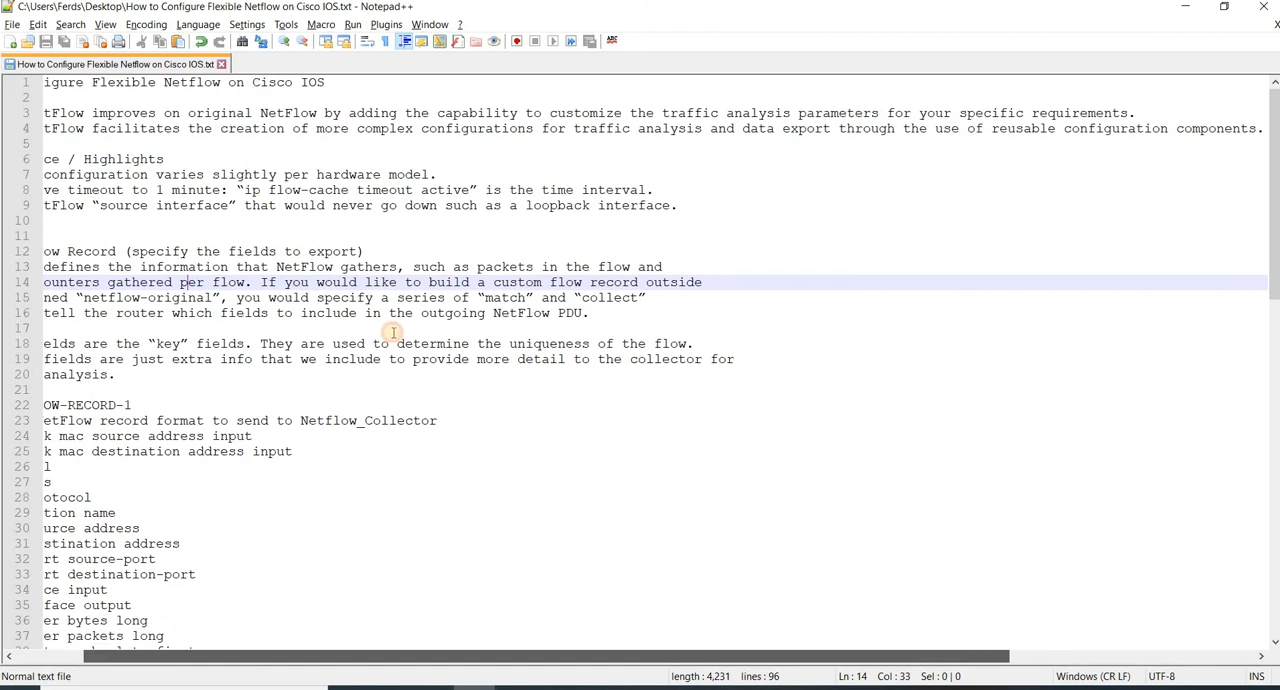 C:\Users\Ferds\Desktop\How to Configure Flexible Netflow on Cisco IOS.txt - Notepad++
File Edit Search View Encoding Language Settings Tools Macro Run Plugins Window ?
How to Configure Flexible Netflow on Cisco IOS.txt
1 igure Flexible Netflow on Cisco IOS
2
3 tFlow improves on original NetFlow by adding the capability to customize the traffic analysis parameters for your specific requirements.
4 tFlow facilitates the creation of more complex configurations for traffic analysis and data export through the use of reusable configuration components.
5
6 ce / Highlights
7 configuration varies slightly per hardware model.
8 ve timeout to 1 minute: “ip flow-cache timeout active” is the time interval.
9 tFlow “source interface” that would never go down such as a loopback interface.
10
11
12 ow Record (specify the fields to export)
13 defines the information that NetFlow gathers, such as packets in the flow and
14 ounters gathered per flow. If you would like to build a custom flow record outside
15 ned “netflow-original”, you would specify a series of “match” and “collect”
16 tell the router which fields to include in the outgoing NetFlow PDU.
17
18 elds are the “key” fields. They are used to determine the uniqueness of the flow.
19 fields are just extra info that we include to provide more detail to the collector for
20 analysis.
21
22 OW-RECORD-1
23 etFlow record format to send to Netflow_Collector
24 k mac source address input
25 k mac destination address input
26 l
27 s
28 otocol
29 tion name
30 urce address
31 stination address
32 rt source-port
33 rt destination-port
34 ce input
35 face output
36 er bytes long
37 er packets long
Normal text file length : 4,231 lines : 96 Ln : 14 Col : 33 Sel : 0 | 0 Windows (CR LF) UTF-8 INS